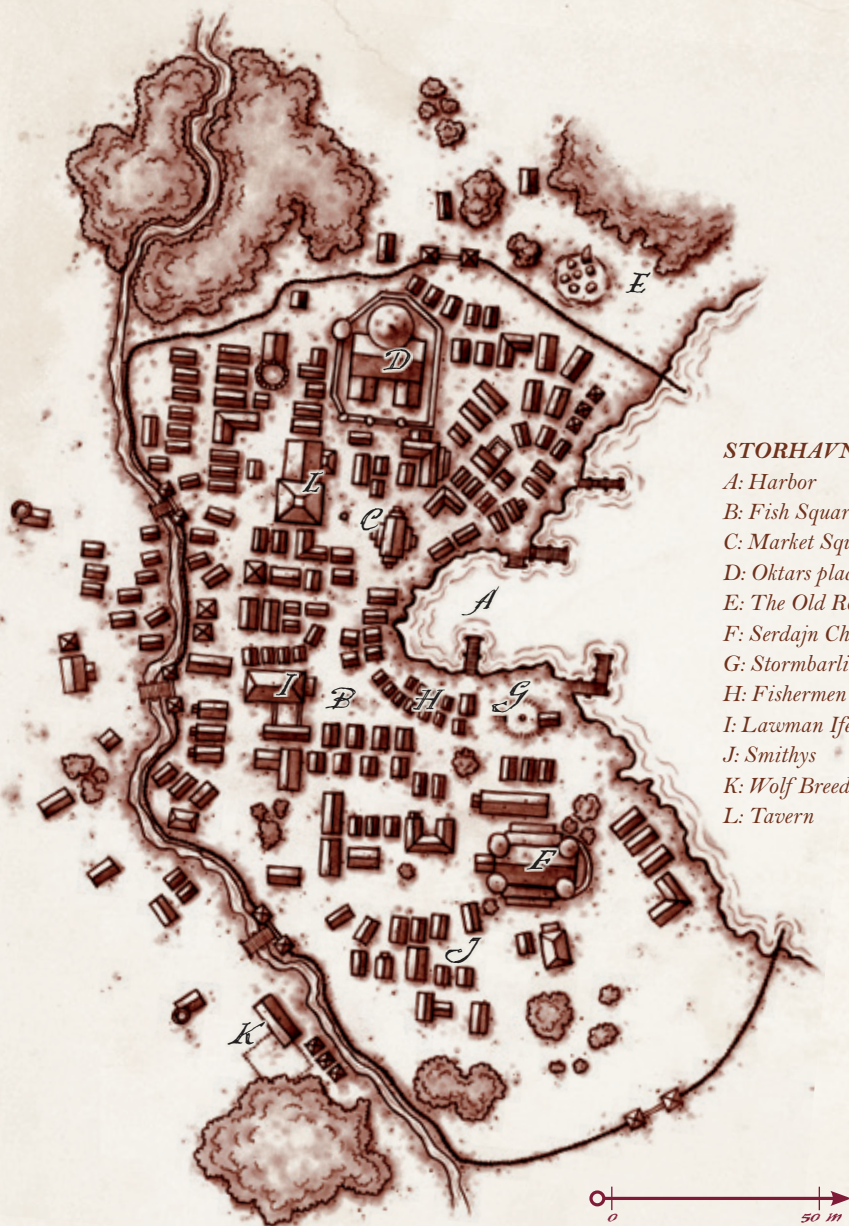 E
D
L
C
A
I
B
H
G
F
J
K
STORHAVN
A: Harbor
B: Fish Squar
C: Market Squ
D: Oktars plac
E: The Old R
F: Serdajn Ch
G: Stormbarli
H: Fishermen
I: Lawman Ife
J: Smithys
K: Wolf Breed
L: Tavern
0 50 m